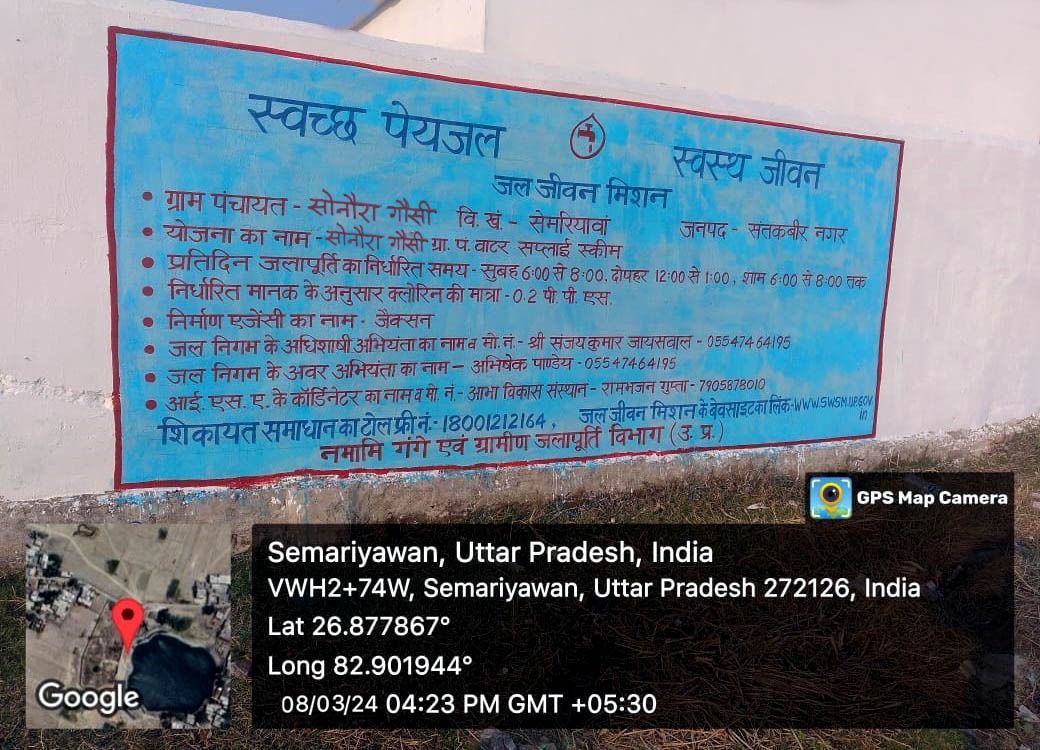 स्वच्छ पेयजल स्वस्थ जीवन
जल जीवन मिशन
• ग्राम पंचायत - सोनौरा गौसी वि. खं. - सेमरियावां जनपद - संतकबीर नगर
• योजना का नाम - सोनौरा गौसी ग्रा. पं. वाटर सप्लाई स्कीम
• प्रतिदिन जलापूर्ति का निर्धारित समय - सुबह 6:00 से 8:00, दोपहर 12:00 से 1:00, शाम 6:00 से 8:00 तक
• निर्धारित मानक के अनुसार क्लोरिन की मात्रा - 0.2 पी. पी. एस.
• निर्माण एजेंसी का नाम - जैक्सन
• जल निगम के अधिशाषी अभियंता का नाम व मो. नं. - श्री संजय कुमार जायसवाल - 05547464195
• जल निगम के अवर अभियंता का नाम - अभिषेक पाण्डेय - 05547464195
• आई. एस. ए. के कॉर्डिनेटर का नाम व मो. नं. - आभा विकास संस्थान - रामभजन गुप्ता - 7905878010
शिकायत समाधान का टोल फ्री नं. - 18001212164, जल जीवन मिशन के वेवसाइट का लिंक - WWW.SWSM.UP.GOV
in
नमामि गंगे एवं ग्रामीण जलापूर्ति विभाग (उ. प्र.)
GPS Map Camera
Semariyawan, Uttar Pradesh, India
VWH2+74W, Semariyawan, Uttar Pradesh 272126, India
Lat 26.877867°
Long 82.901944°
08/03/24 04:23 PM GMT +05:30
Google